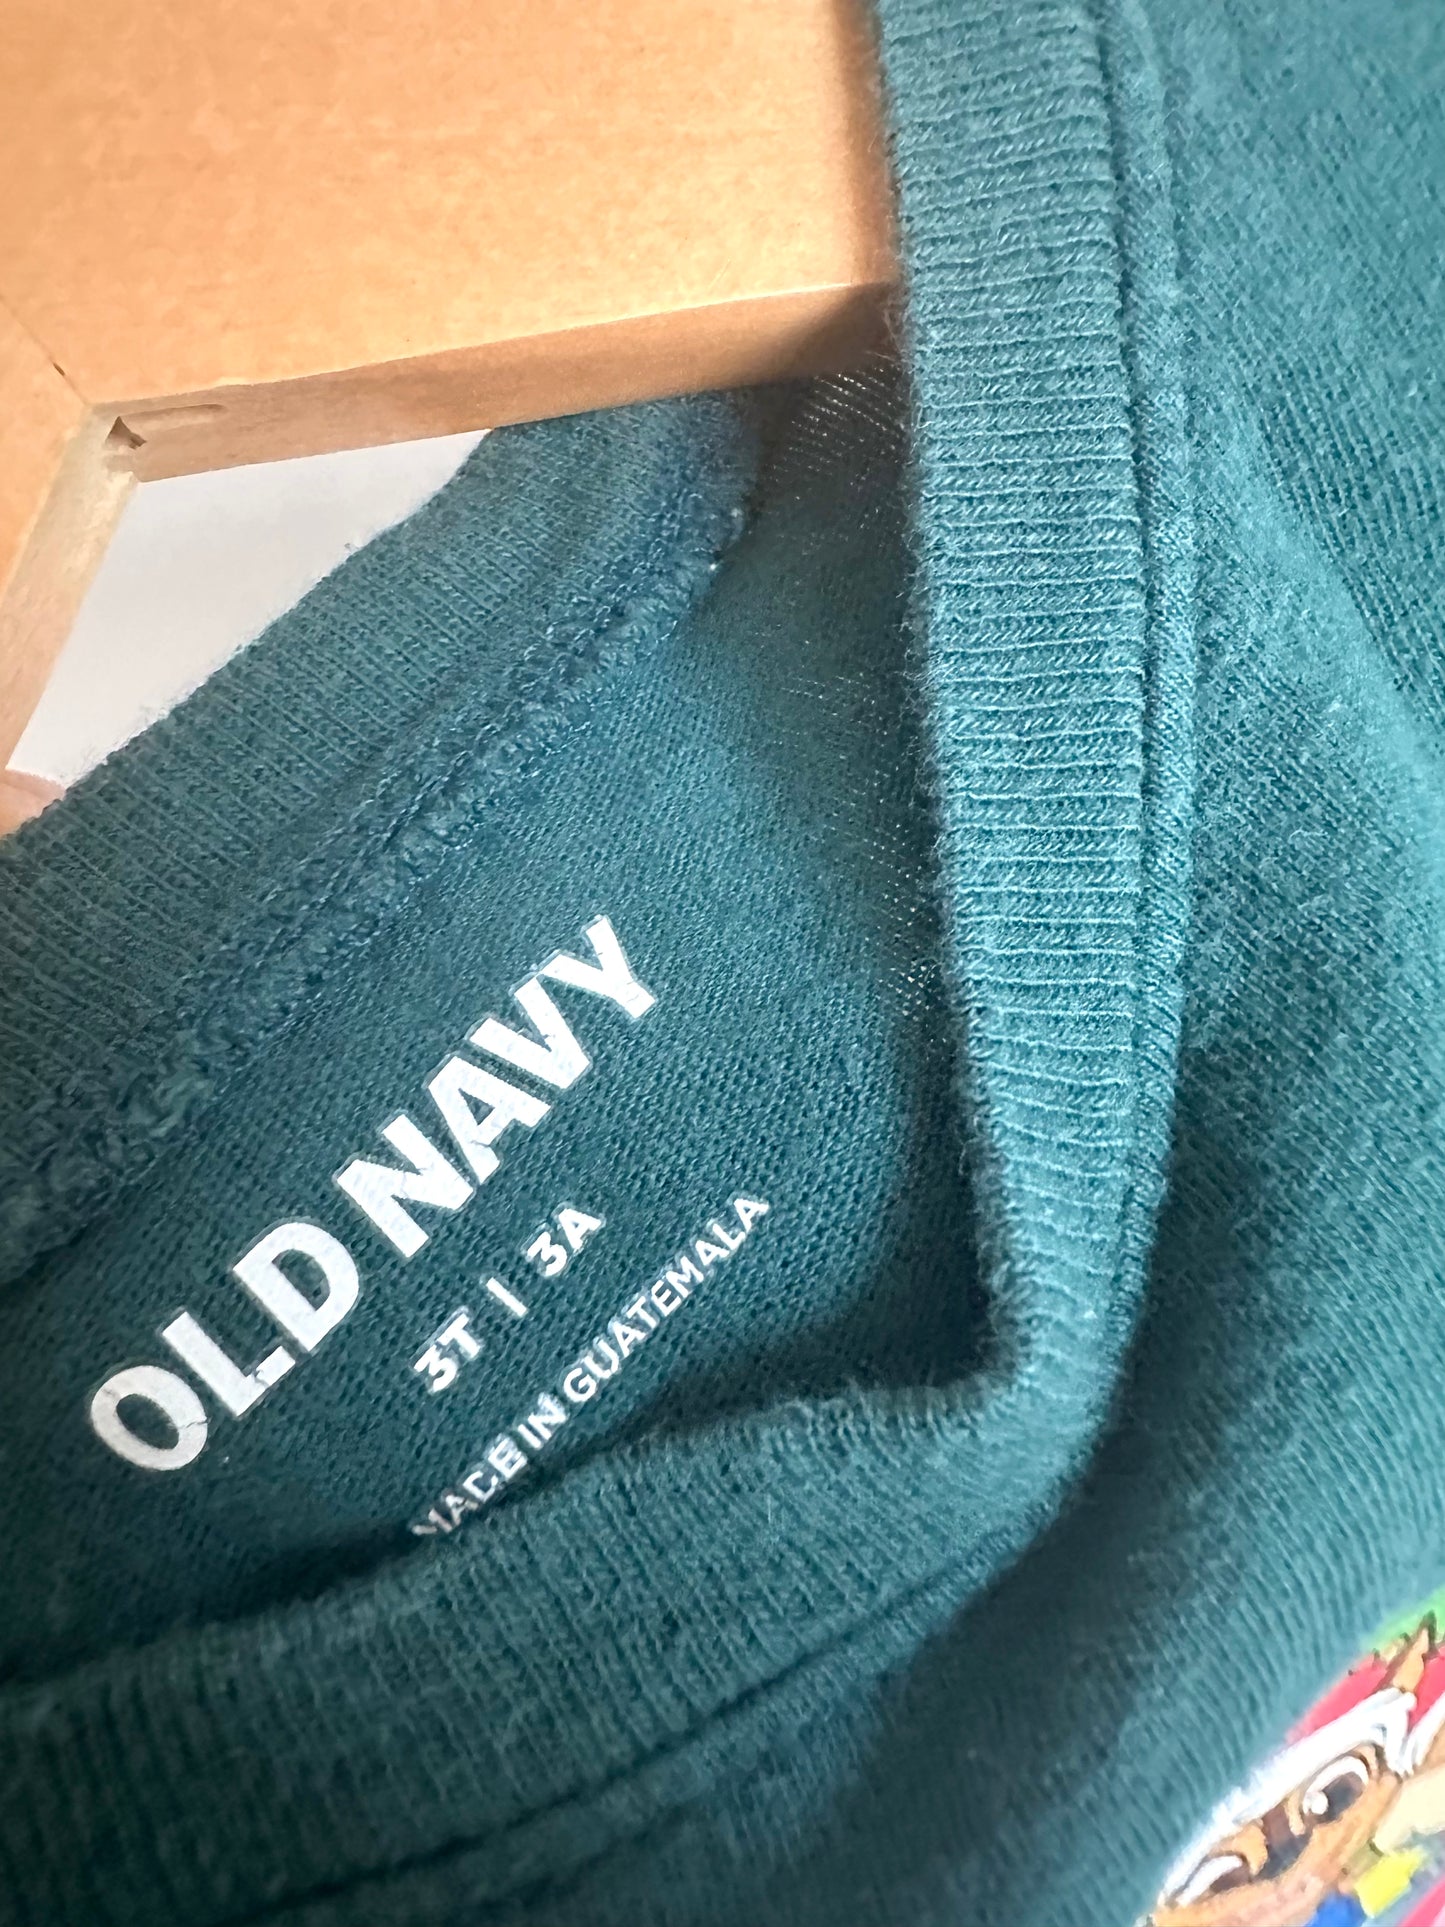 OLD NAVY
3T | 3A
MADE IN GUATEMALA